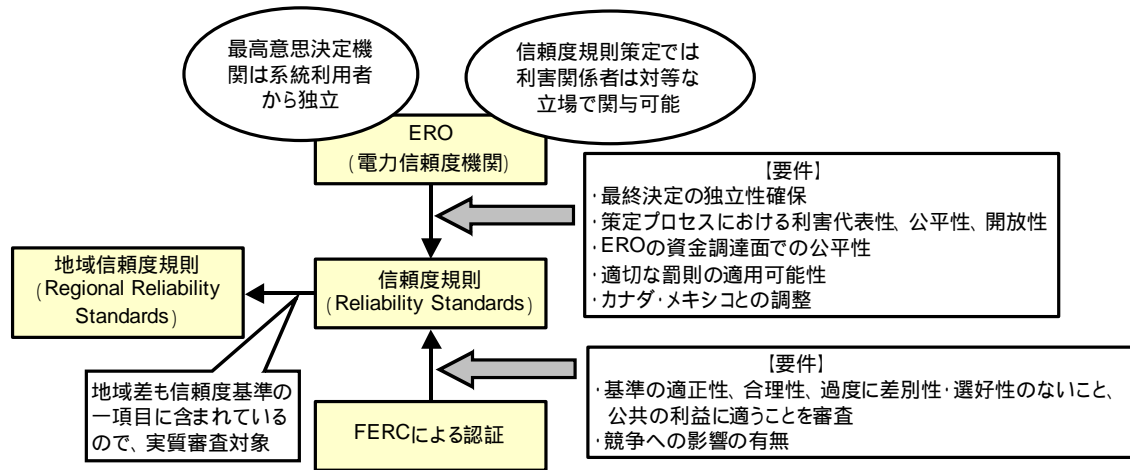 最高意思決定機
関は系統利用者
から独立
信頼度規則策定では
利害関係者は対等な
立場で関与可能
ERO
(電力信頼度機関)
【要件】
・最終決定の独立性確保
・策定プロセスにおける利害代表性、公平性、開放性
・EROの資金調達面での公平性
・適切な罰則の適用可能性
・カナダ・メキシコとの調整
地域信頼度規則
(Regional Reliability
Standards)
信頼度規則
(Reliability Standards)
地域差も信頼度基準の
一項目に含まれている
ので、実質審査対象
FERCによる認証
【要件】
・基準の適正性、合理性、過度に差別性・選好性のないこと、
公共の利益に適うことを審査
・競争への影響の有無